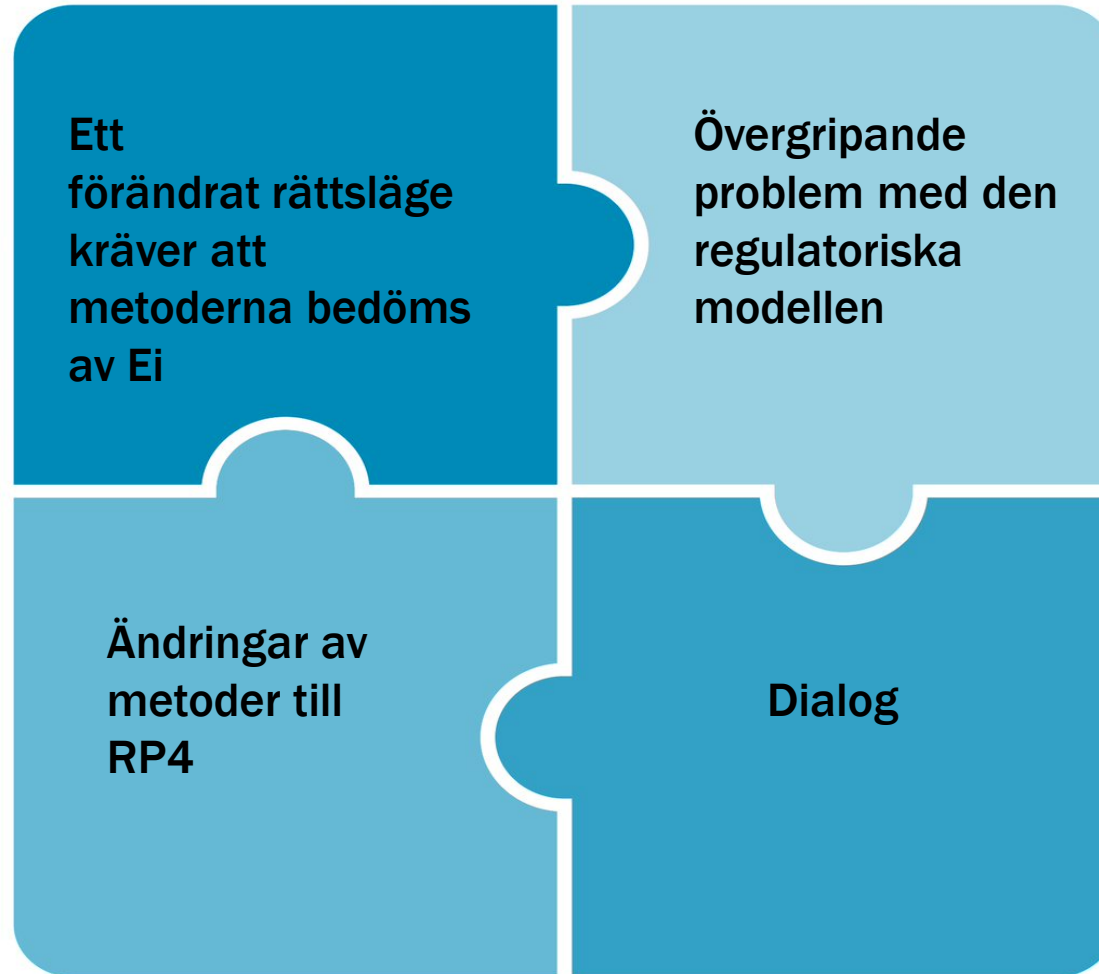 Ett
förändrat rättsläge
kräver att
metoderna bedöms
av Ei
Övergripande
problem med den
regulatoriska
modellen
Ändringar av
metoder till
RP4
Dialog